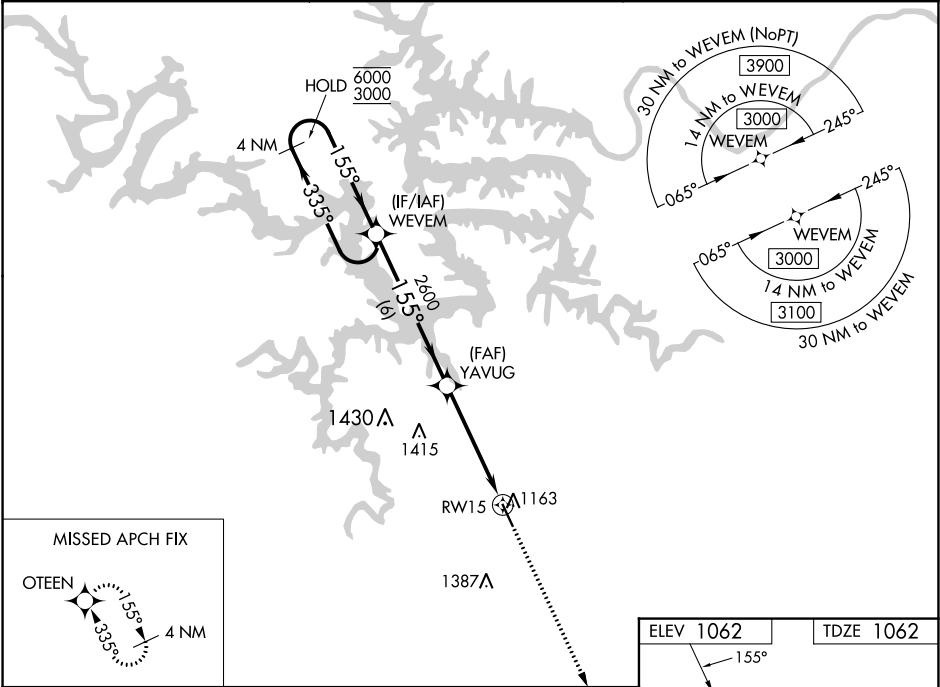 HOLD 6000
3000
4 NM
155°
335°
(IF/IAF)
WEVEM
2600
155°
(6)
(FAF)
YAVUG
1430
1415
RW15
1163
1387
30 NM to WEVEM (NoPT)
3900
14 NM to WEVEM
3000
WEVEM
245°
065°
245°
065°
WEVEM
3000
14 NM to WEVEM
3100
30 NM to WEVEM
MISSED APCH FIX
OTEEN
155°
335°
4 NM
ELEV 1062
TDZE 1062
155°